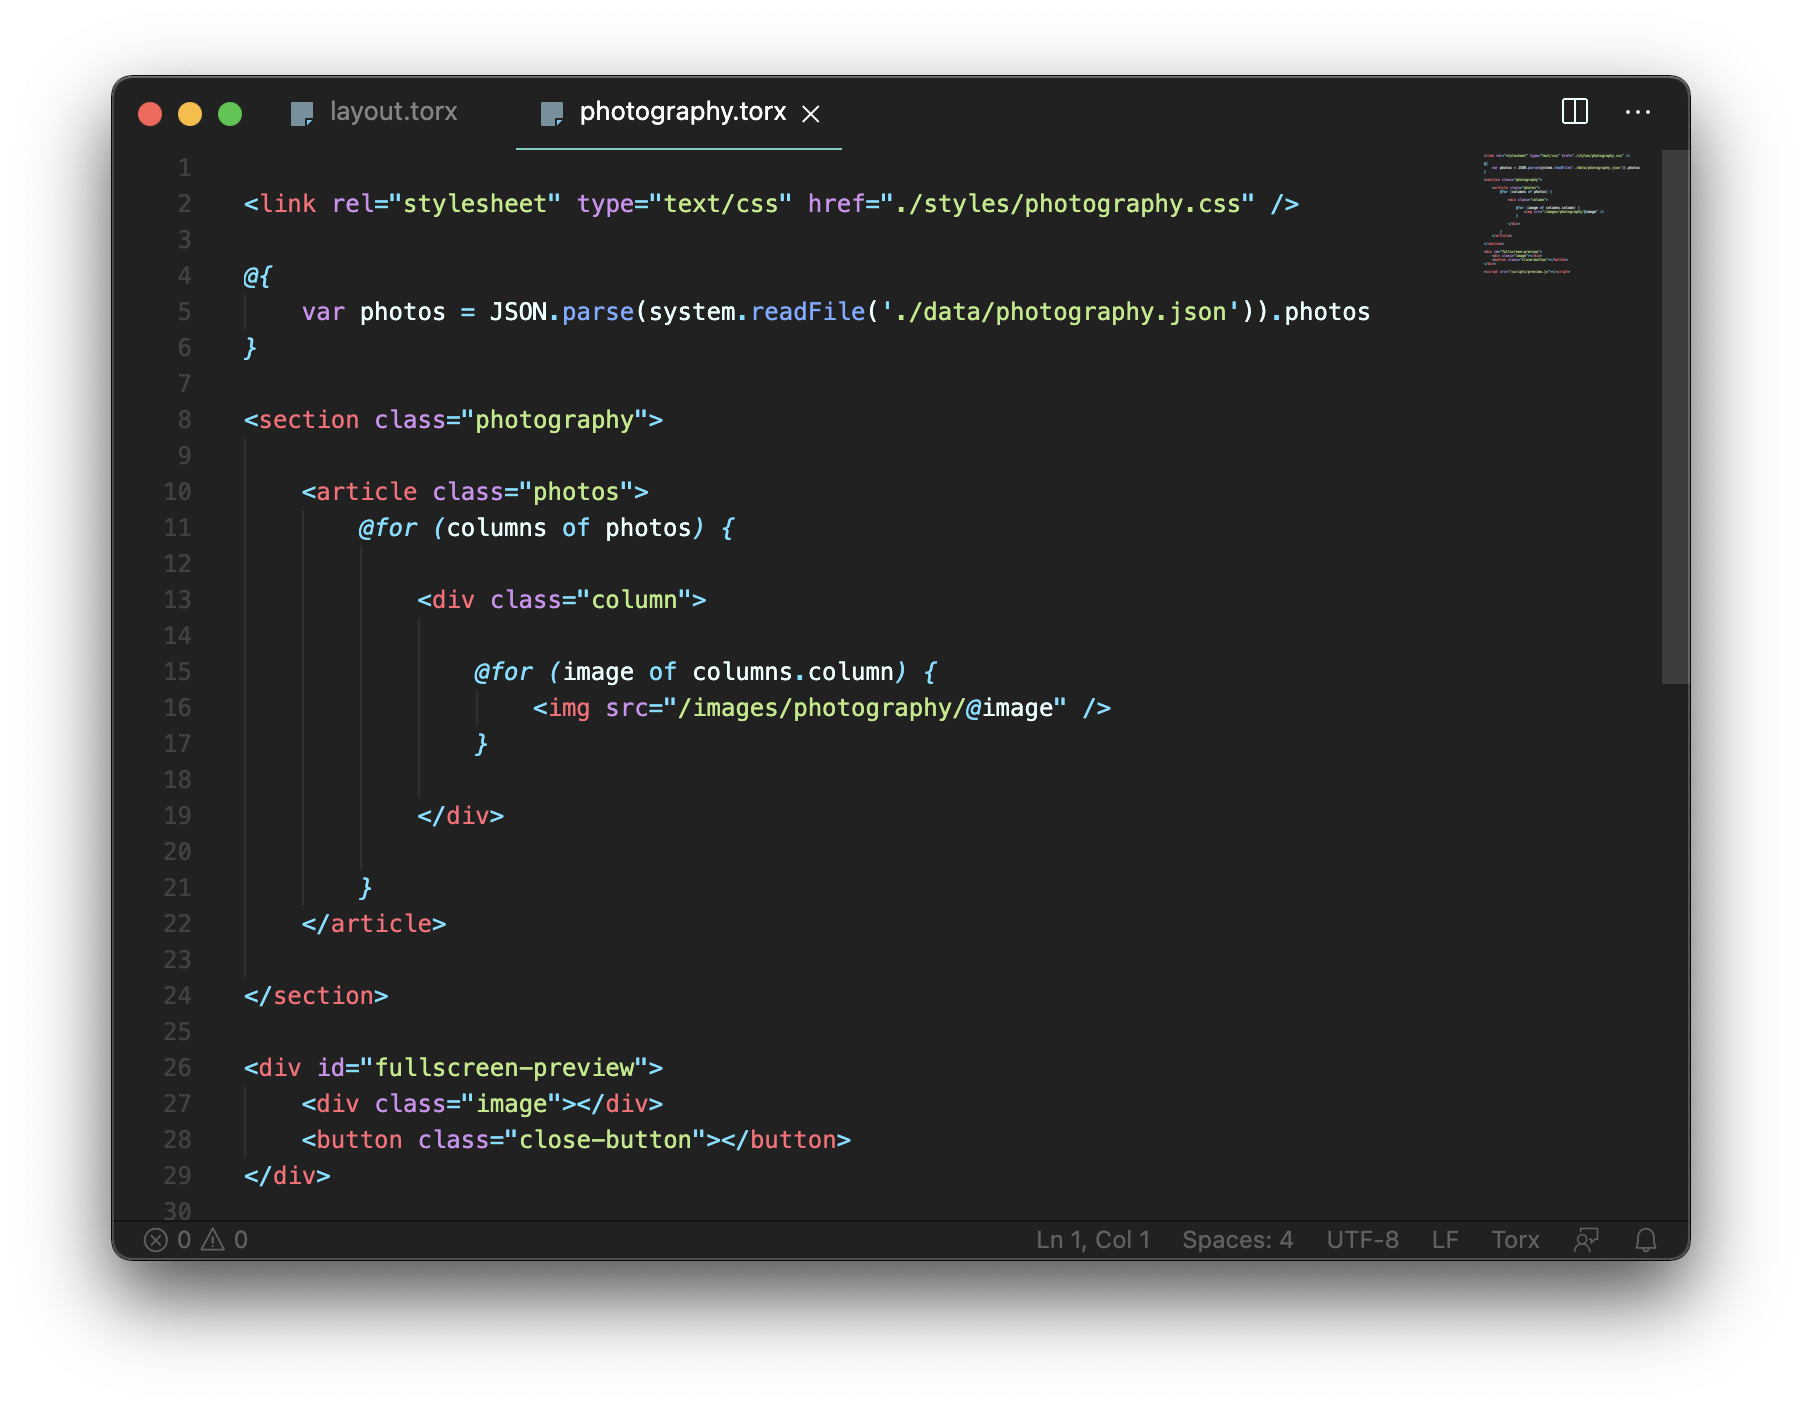 layout.torx photography.torx
1
2 <link rel="stylesheet" type="text/css" href="./styles/photography.css" />
3
4 @{
5     var photos = JSON.parse(system.readFile('./data/photography.json')).photos
6 }
7
8 <section class="photography">
9
10     <article class="photos">
11         @for (columns of photos) {
12
13             <div class="column">
14
15                 @for (image of columns.column) {
16                     <img src="/images/photography/@image" />
17                 }
18
19             </div>
20
21         }
22     </article>
23
24 </section>
25
26 <div id="fullscreen-preview">
27     <div class="image"></div>
28     <button class="close-button"></button>
29 </div>
30
0 0 Ln 1, Col 1 Spaces: 4 UTF-8 LF Torx